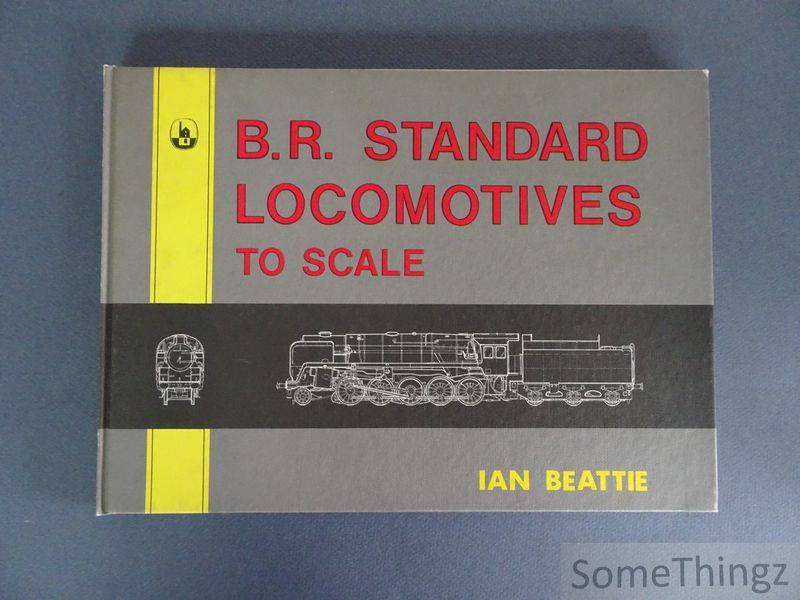 B.R. STANDARD
LOCOMOTIVES
TO SCALE
IAN BEATTIE
SomeThingz